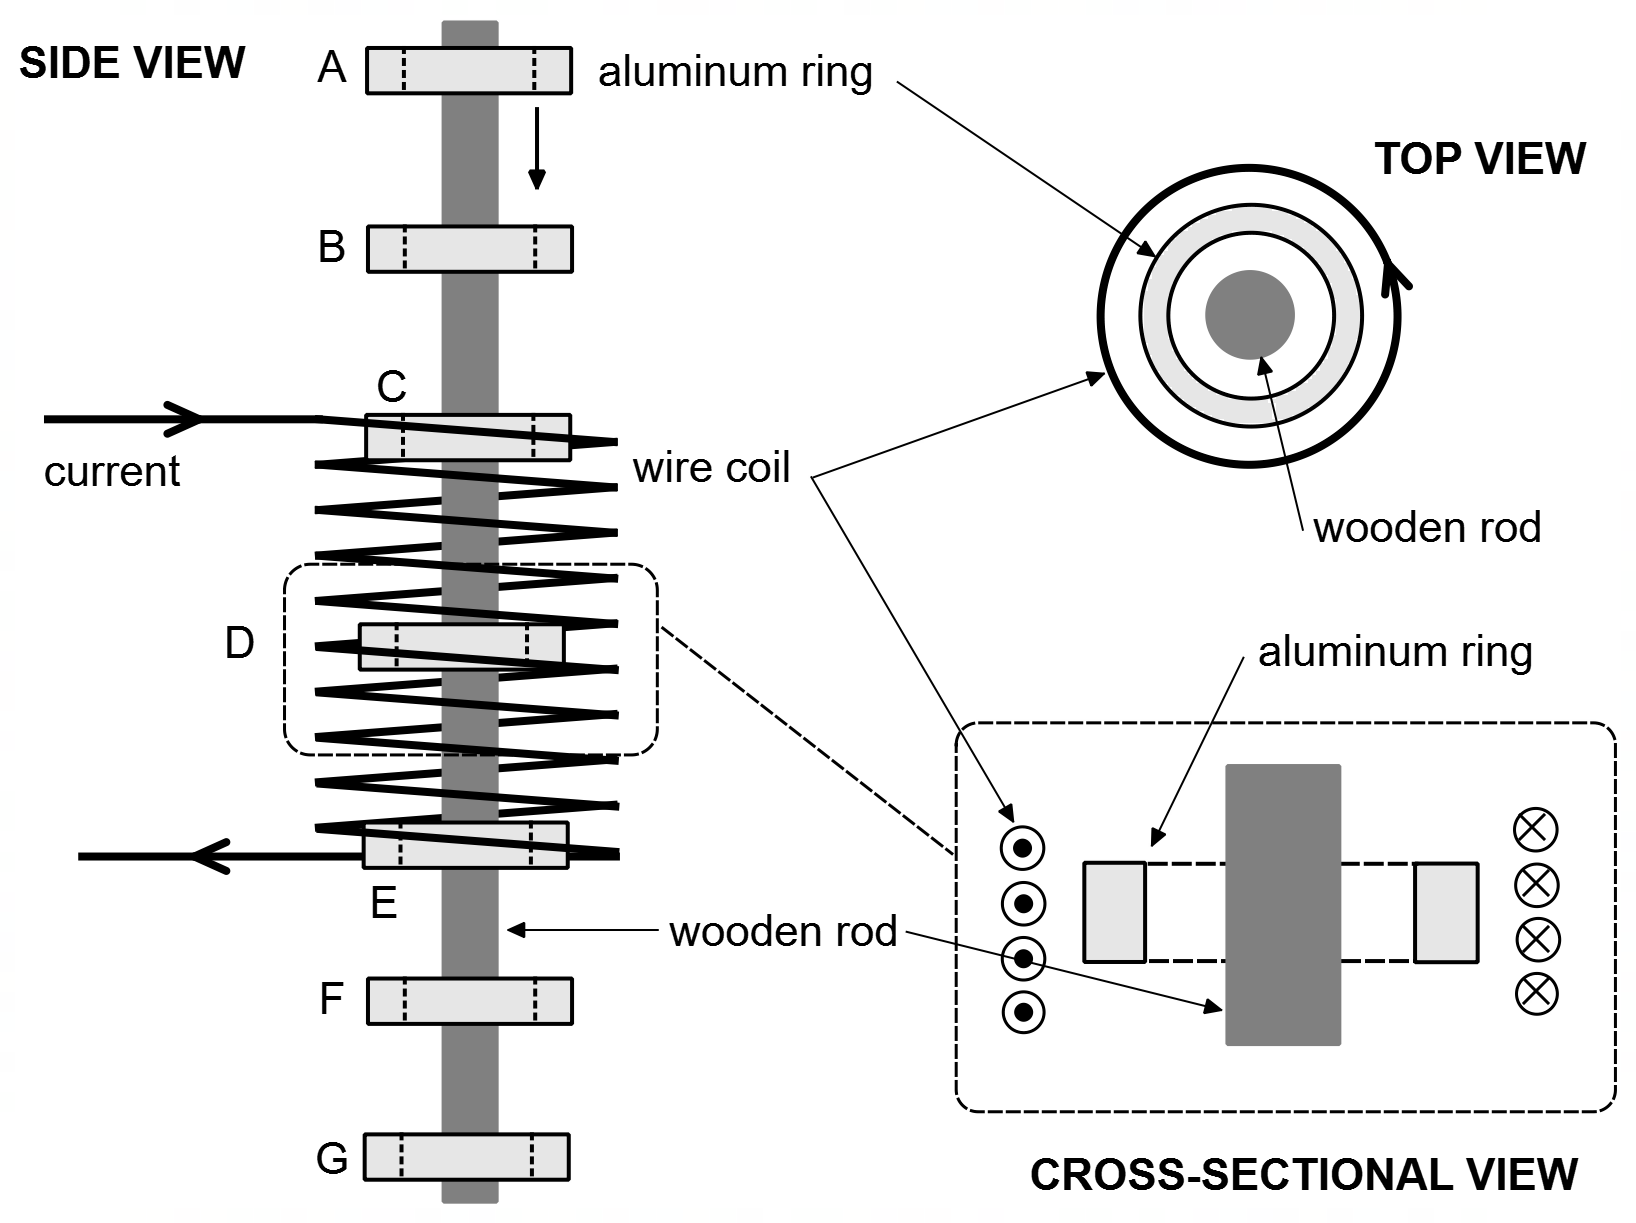 SIDE VIEW
A
aluminum ring
TOP VIEW
B
C
current
wire coil
wooden rod
D
aluminum ring
E
wooden rod
F
G
CROSS-SECTIONAL VIEW